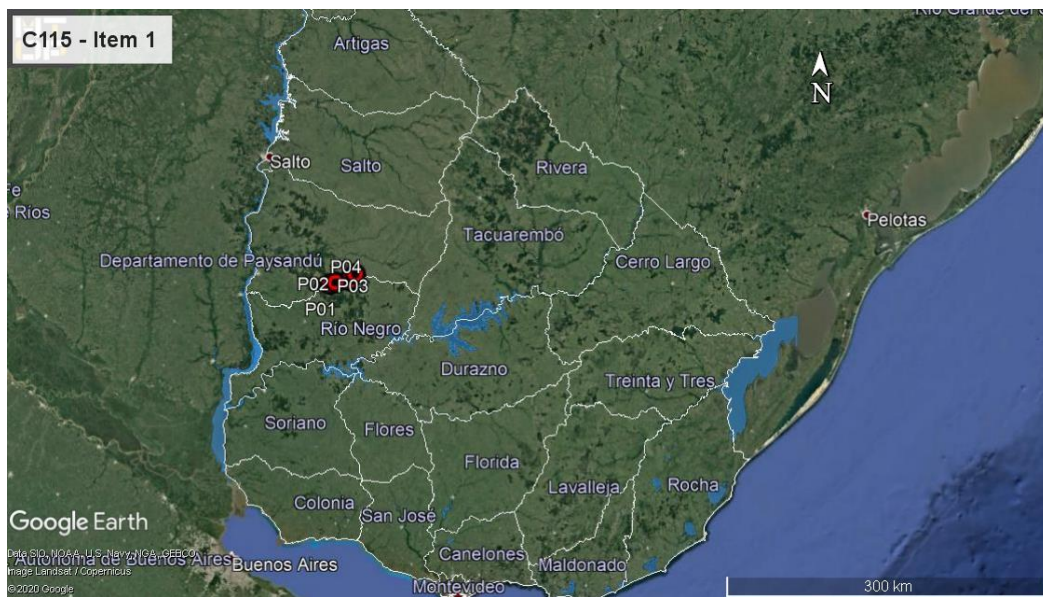 C115 - Item 1
Río Grande del
Artigas
N
Salto
Salto
Rivera
Fe
Ríos
Pelotas
Tacuarembó
Departamento de Paysandú
P04
Cerro Largo
P02
P03
P01
Río Negro
Durazno
Treinta y Tres
Soriano
Flores
Florida
Lavalleja
Rocha
Colonia
San José
Google Earth
Canelones
Data SIO, NOAA, U.S. Navy, NGA, GEBCO
Autónoma de Buenos Aires
Buenos Aires
Maldonado
Image Landsat / Copernicus
Montevideo
300 km
©2020 Google